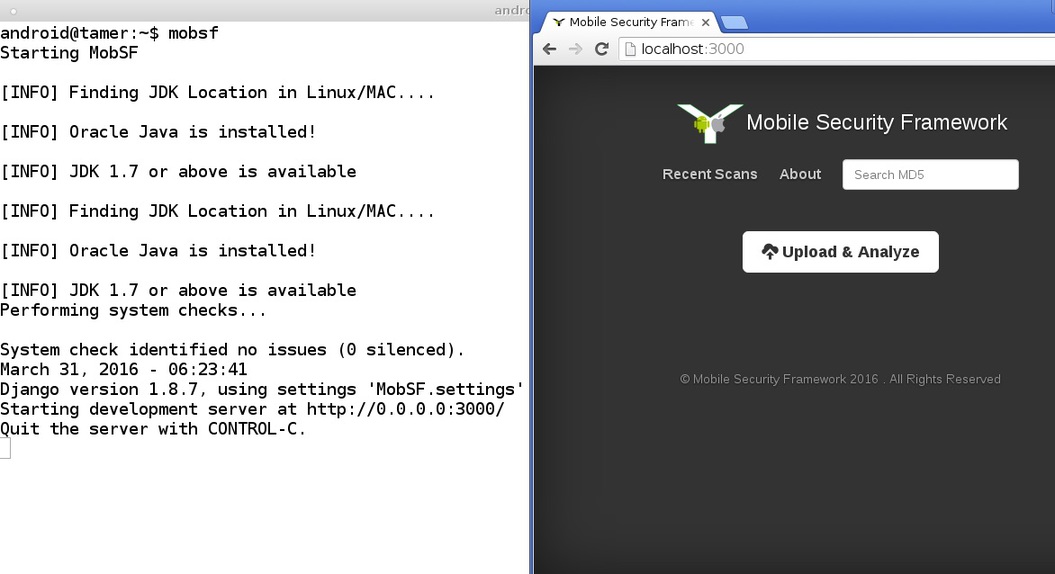 andro
android@tamer:~$ mobsf
Starting MobSF
[INFO] Finding JDK Location in Linux/MAC....
[INFO] Oracle Java is installed!
[INFO] JDK 1.7 or above is available
[INFO] Finding JDK Location in Linux/MAC....
[INFO] Oracle Java is installed!
[INFO] JDK 1.7 or above is available
Performing system checks...
System check identified no issues (0 silenced).
March 31, 2016 - 06:23:41
Django version 1.8.7, using settings 'MobSF.settings'
Starting development server at http://0.0.0.0:3000/
Quit the server with CONTROL-C.
Mobile Security Frame
localhost:3000
Mobile Security Framework
Recent Scans About Search MD5
Upload & Analyze
© Mobile Security Framework 2016 . All Rights Reserved